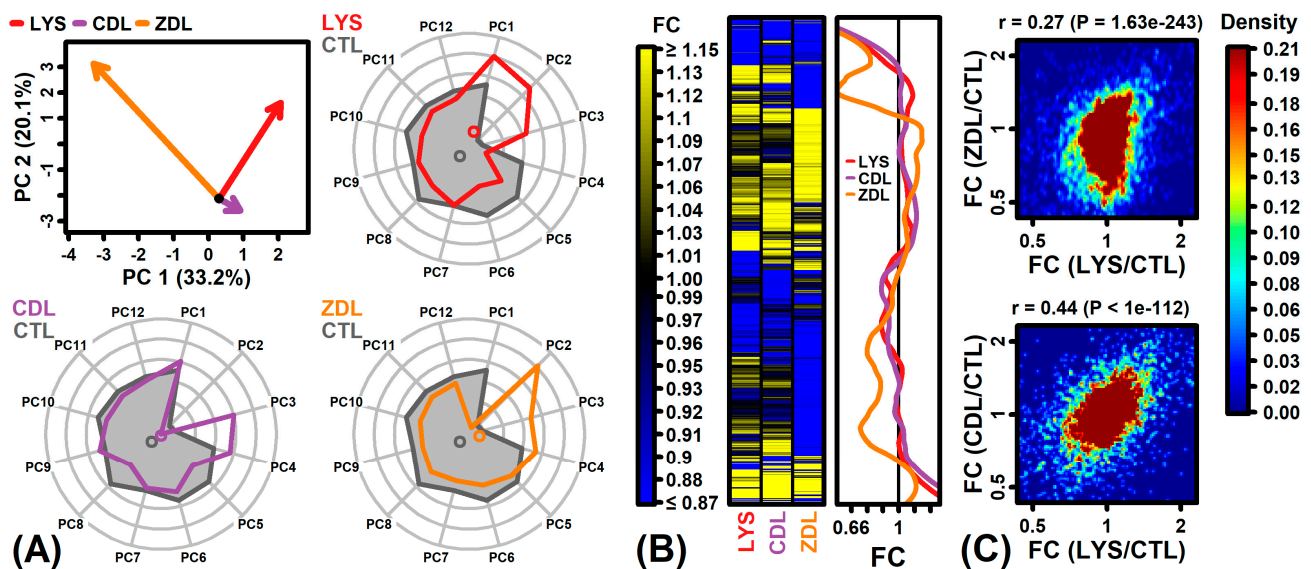 LYS CDL ZDL
3
2
1
-1
-3
-4 -3 -2 -1 0 1 2
PC 2 (20.1%)
PC 1 (33.2%)
LYS
CTL
PC12 PC1
PC11 PC2
PC10 PC3
PC9 PC4
PC8 PC5
PC7 PC6
CDL
CTL
PC12 PC1
PC11 PC2
PC10 PC3
PC9 PC4
PC8 PC5
PC7 PC6
ZDL
CTL
PC12 PC1
PC11 PC2
PC10 PC3
PC9 PC4
PC8 PC5
PC7 PC6
(A)
FC
≥ 1.15
1.13
1.12
1.10
1.09
1.07
1.06
1.04
1.03
1.01
1.00
0.99
0.97
0.96
0.94
0.93
0.91
0.9
0.88
≤ 0.87
LYS CDL ZDL
LYS
CDL
ZDL
0.66 1
FC
(B)
r = 0.27 (P = 1.63e-243)
FC (ZDL/CTL)
2
1
0.5
0.5 1 2
FC (LYS/CTL)
r = 0.44 (P < 1e-112)
FC (CDL/CTL)
2
1
0.5
0.5 1 2
FC (LYS/CTL)
(C)
Density
0.21
0.19
0.18
0.17
0.15
0.14
0.13
0.11
0.10
0.09
0.08
0.06
0.05
0.03
0.02
0.00